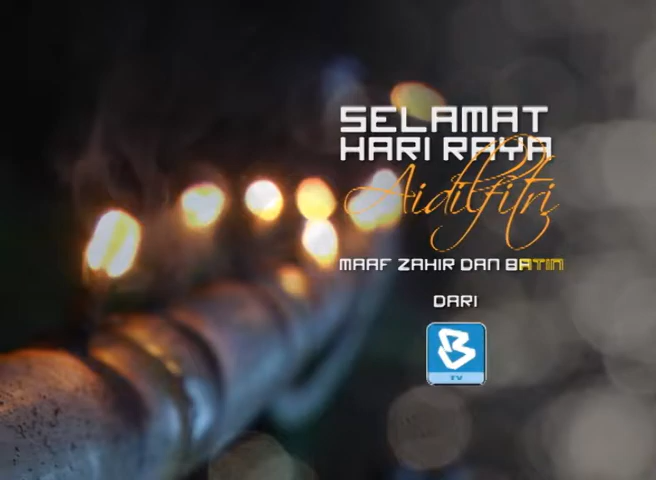 SELAMAT
HARI RAYA
Aidilfitri
MAAF ZAHIR DAN BATIN
DARI
B
TV